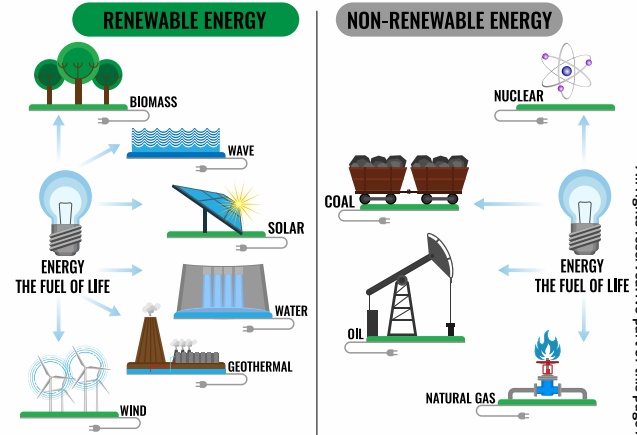 RENEWABLE ENERGY
BIOMASS
WAVE
SOLAR
ENERGY
THE FUEL OF LIFE
WATER
GEOTHERMAL
WIND
NON-RENEWABLE ENERGY
NUCLEAR
COAL
ENERGY
THE FUEL OF LIFE
OIL
NATURAL GAS